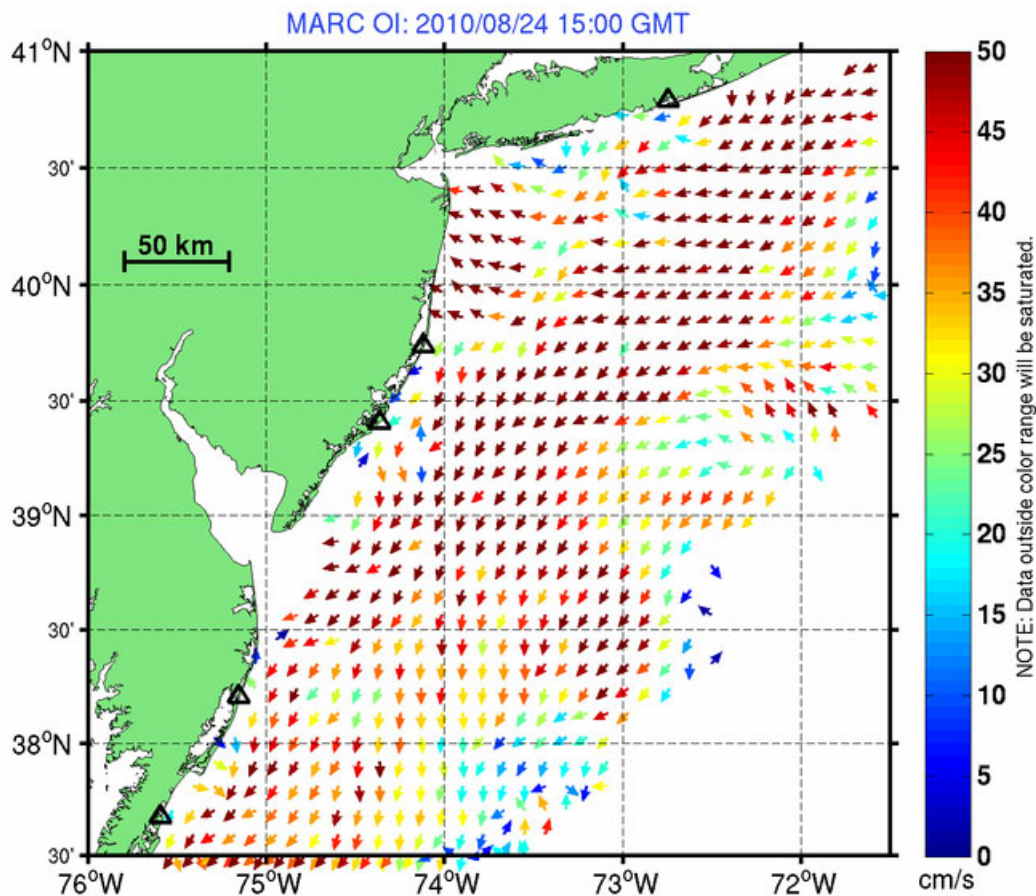 MARC OI: 2010/08/24 15:00 GMT
41°N
30'
40°N
30'
39°N
30'
38°N
30'
76°W
75°W
74°W
73°W
72°W
50 km
50
45
40
35
30
25
20
15
10
5
0
cm/s
NOTE: Data outside color range will be saturated.